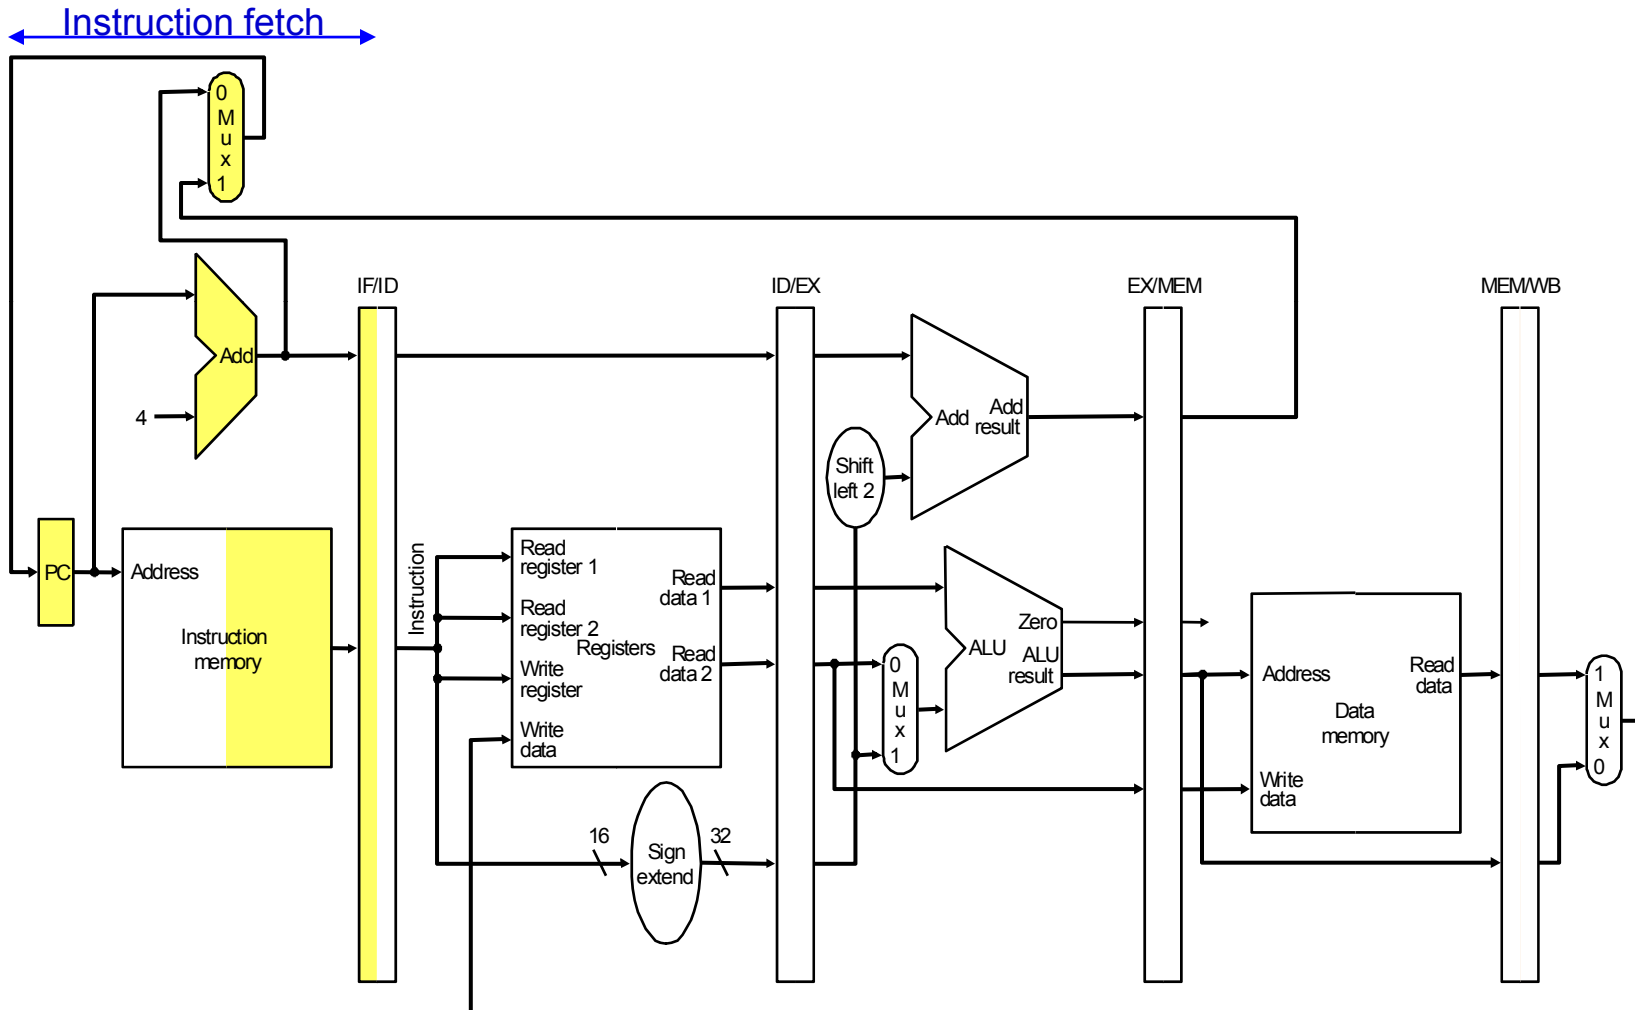 Instruction fetch
0
M
u
x
1
IF/ID
ID/EX
EX/MEM
MEM/WB
Add
4
Add
Add
result
Shift
left 2
PC
Address
Instruction
memory
Instruction
Read
register 1
Read
register 2
Write
register
Write
data
Registers
Read
data 1
Read
data 2
0
M
u
x
1
Zero
ALU
ALU
result
Address
Read
data
Data
memory
Write
data
1
M
u
x
0
16
Sign
extend
32